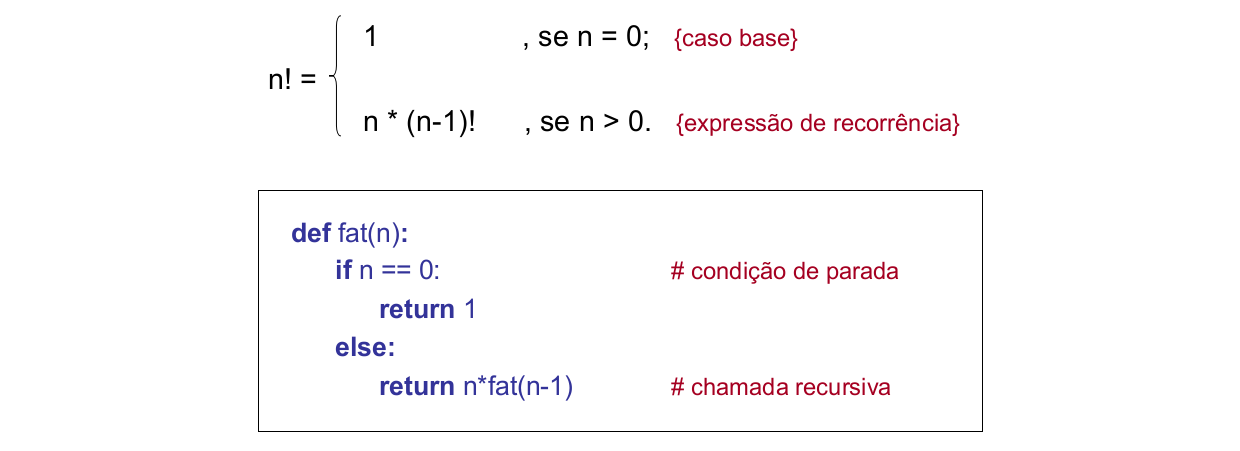 1 , se n = 0; {caso base}
n! =
n * (n-1)! , se n > 0. {expressão de recorrência}
def fat(n):
if n == 0: # condição de parada
return 1
else:
return n*fat(n-1) # chamada recursiva